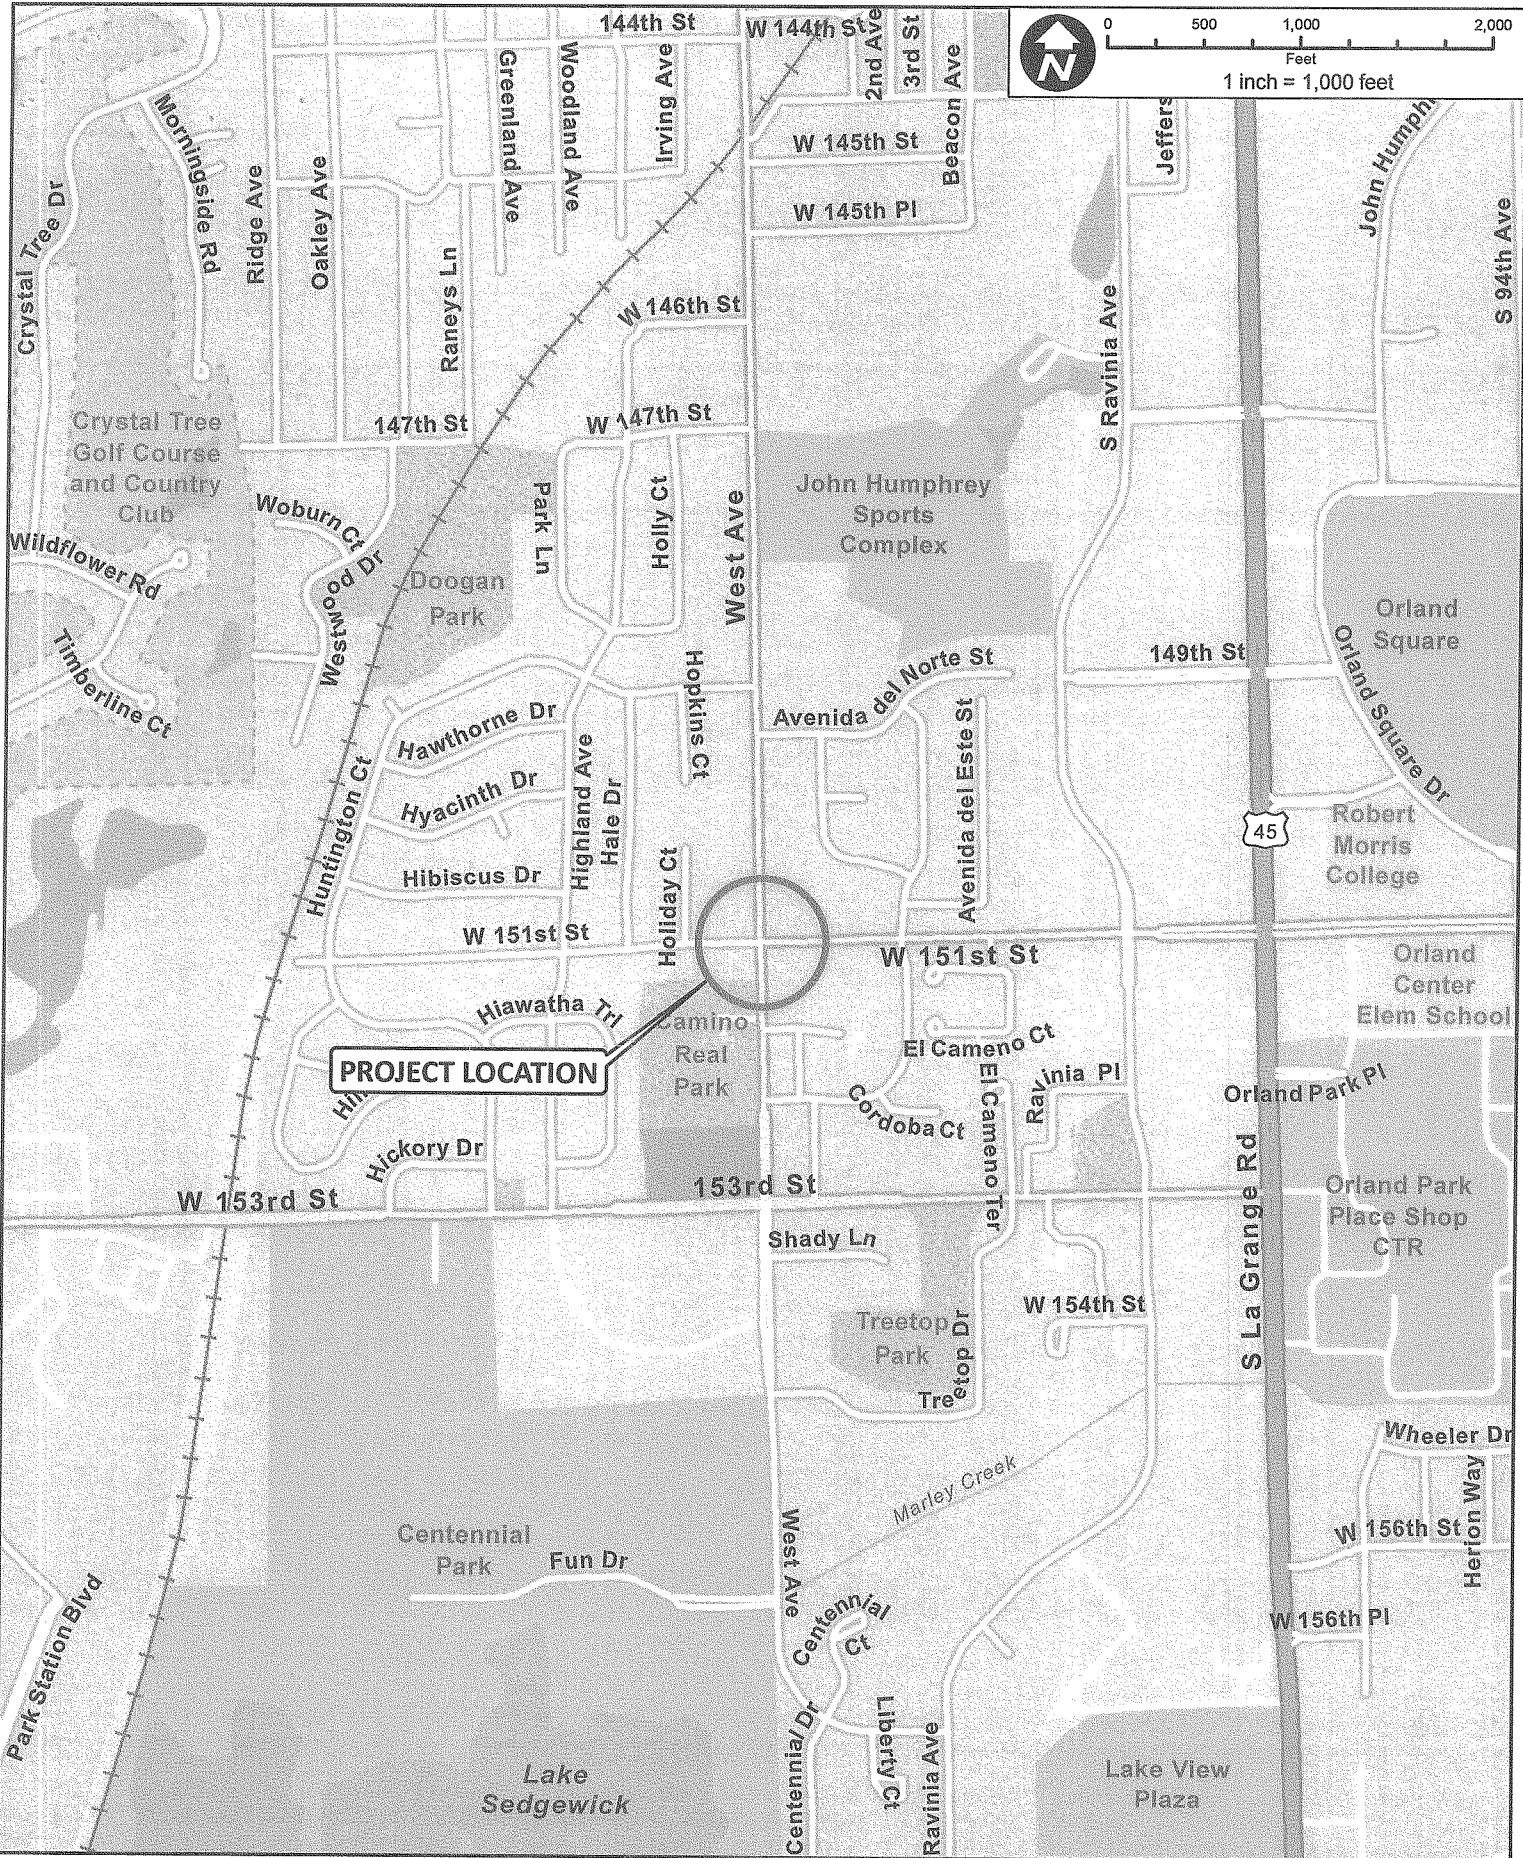 144th St
W 144th St
2nd Ave
3rd St
Beacon Ave
N
0 500 1,000 2,000
Feet
1 inch = 1,000 feet
Greenland Ave
Woodland Ave
Irving Ave
W 145th St
W 145th Pl
Jeffers
John Humph
S 94th Ave
Crystal Tree Dr
Morningside Rd
Ridge Ave
Oakley Ave
Raneys Ln
W 146th St
S Ravinia Ave
147th St
W 147th St
Crystal Tree
Golf Course
and Country
Club
Woburn Ct
Westwood Dr
Wildflower Rd
Timberline Ct
Doogan
Park
Park Ln
Holly Ct
West Ave
John Humphrey
Sports
Complex
Orland
Square
149th St
Orland Square Dr
Hopkins Ct
Avenida del Norte St
Avenida del Este St
Hawthorne Dr
Hyacinth Dr
Huntington Ct
Highland Ave
Hale Dr
Hibiscus Dr
Holiday Ct
45
Robert
Morris
College
W 151st St
W 151st St
Orland
Center
Elem School
Hiawatha Trl
Camino
Real
Park
PROJECT LOCATION
El Cameno Ct
El Cameno Ter
Ravinia Pl
Cordoba Ct
Orland Park Pl
Hickory Dr
W 153rd St
153rd St
S La Grange Rd
Orland Park
Place Shop
CTR
Shady Ln
Treetop
Park
Treetop Dr
W 154th St
Wheeler Dr
Marley Creek
Herion Way
W 156th St
W 156th Pl
Centennial
Park
Fun Dr
West Ave
Centennial
Ct
Park Station Blvd
Centennial Dr
Liberty Ct
Ravinia Ave
Lake
Sedgewick
Lake View
Plaza